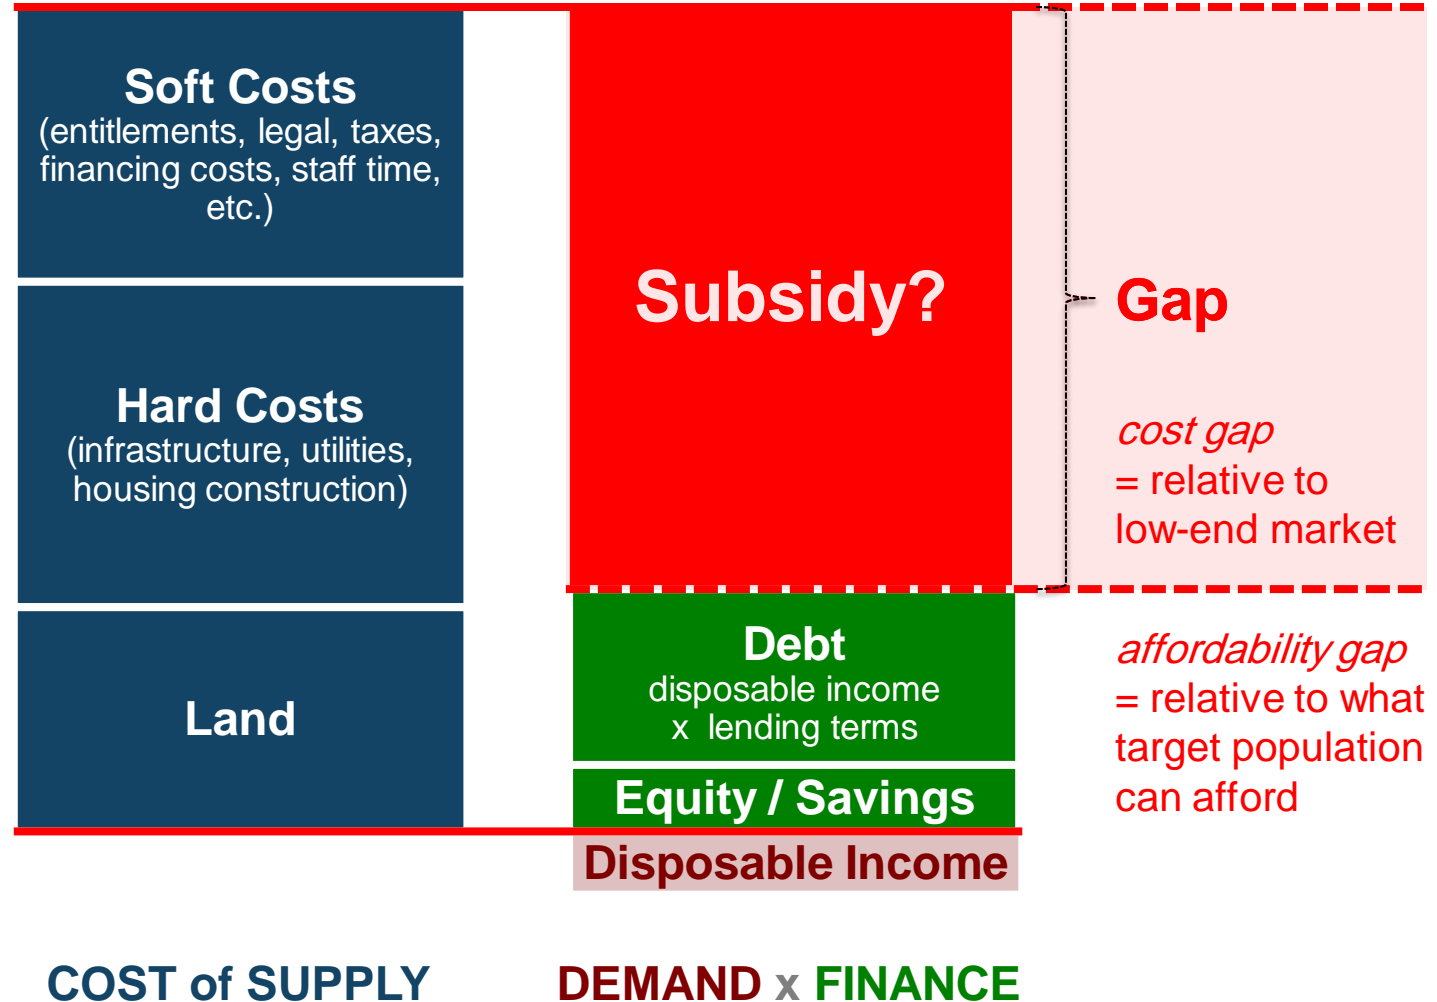 Soft Costs
(entitlements, legal, taxes,
financing costs, staff time,
etc.)
Hard Costs
(infrastructure, utilities,
housing construction)
Land
COST of SUPPLY
Subsidy?
Debt
disposable income
x lending terms
Equity / Savings
Disposable Income
DEMAND x FINANCE
Gap
cost gap
= relative to
low-end market
affordability gap
= relative to what
target population
can afford